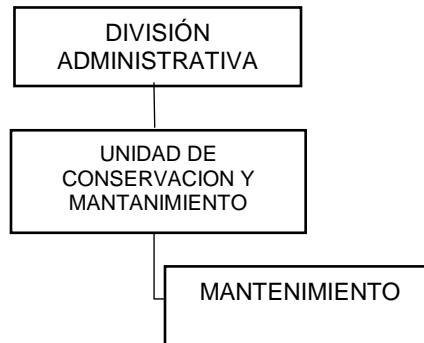 DIVISIÓN
ADMINISTRATIVA
UNIDAD DE
CONSERVACION Y
MANTANIMIENTO
MANTENIMIENTO